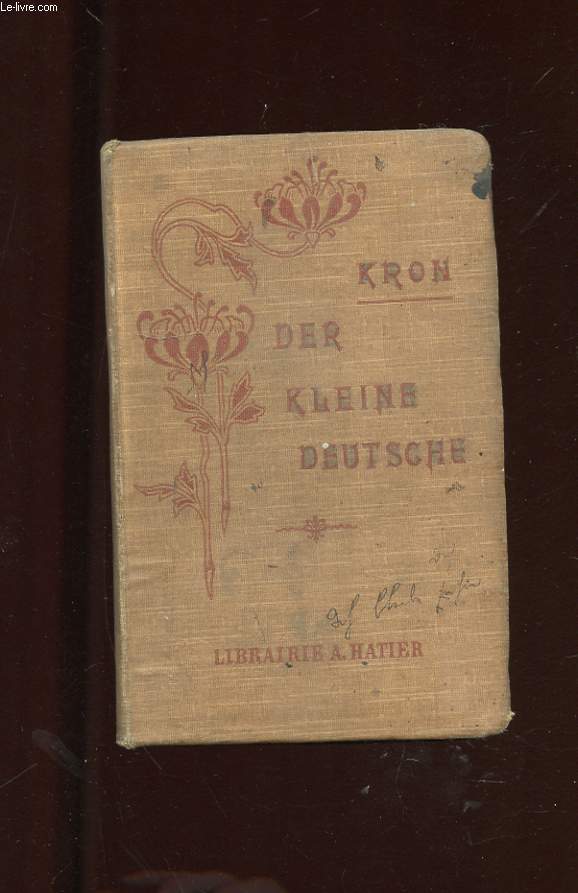 Le-livre.com
KRON
DER
KLEINE
DEUTSCHE
LIBRAIRIE A. HATIER